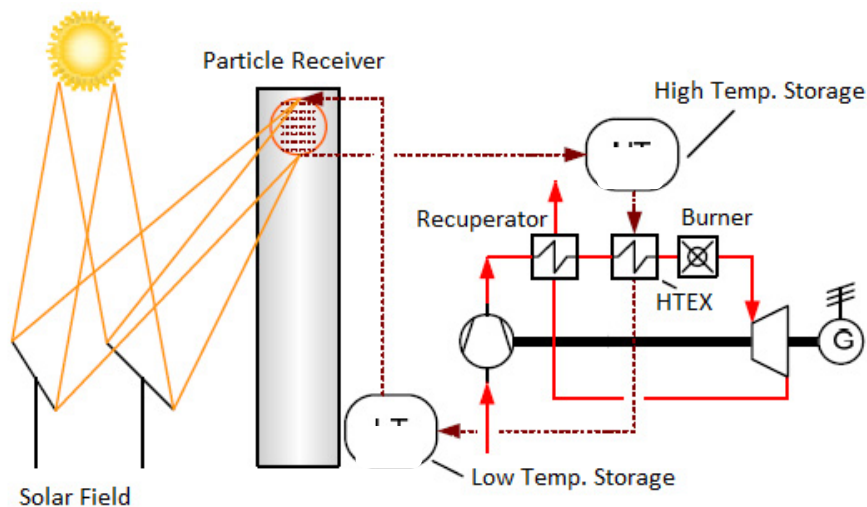 Particle Receiver
High Temp. Storage
Recuperator
Burner
HTEX
G
Low Temp. Storage
Solar Field